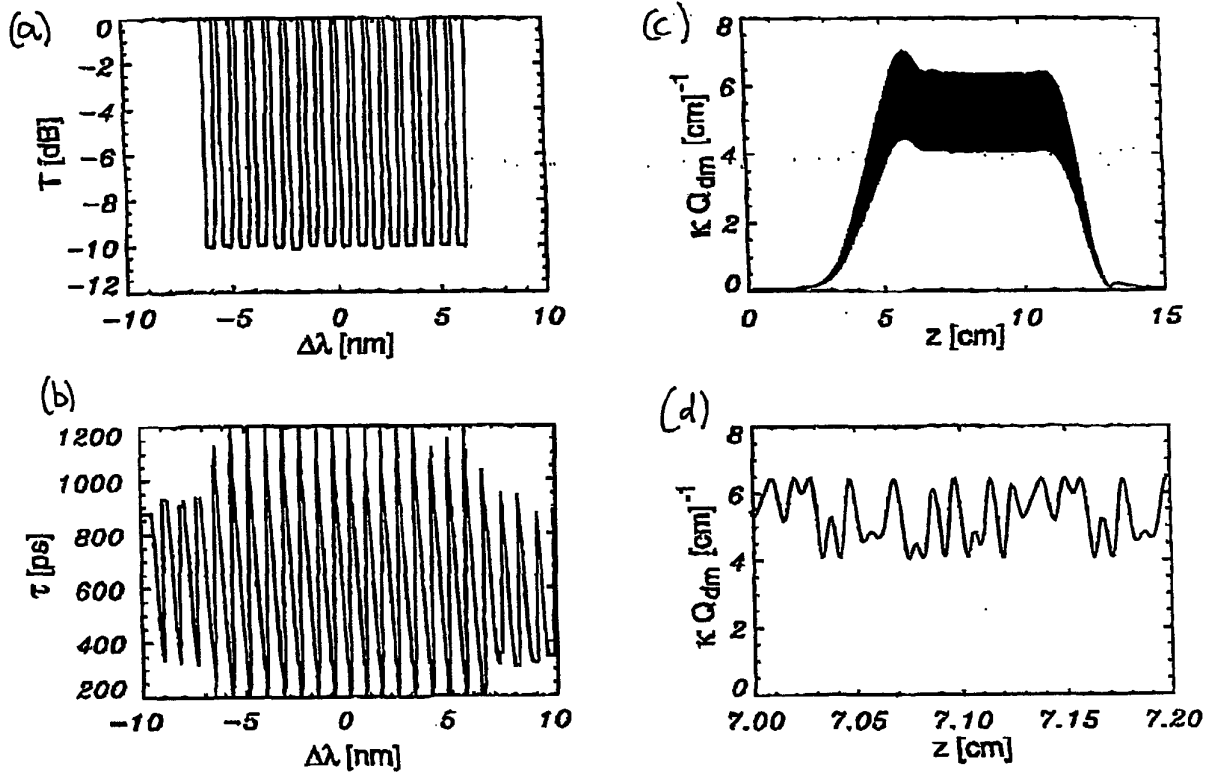 (a)
0
−2
−4
−6
−8
−10
−12
T [dB]
−10 −5 0 5 10
Δλ [nm]
(c)
8
6
4
2
0
κ Q_dm [cm]⁻¹
0 5 10 15
z [cm]
(b)
1200
1000
800
600
400
200
τ [ps]
−10 −5 0 5 10
Δλ [nm]
(d)
8
6
4
2
0
κ Q_dm [cm]⁻¹
7.00 7.05 7.10 7.15 7.20
z [cm]